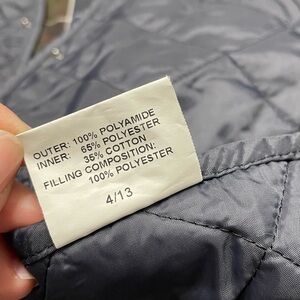 OUTER: 100% POLYAMIDE
INNER: 65% POLYESTER
35% COTTON
FILLING COMPOSITION:
100% POLYESTER
4/13